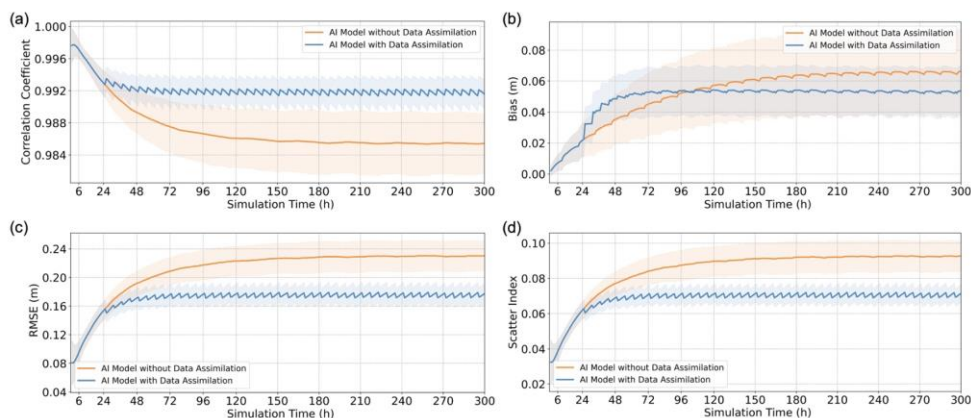 (a)
1.000
0.996
0.992
0.988
0.984
Correlation Coefficient
AI Model without Data Assimilation
AI Model with Data Assimilation
6 24 48 72 96 120 150 180 210 240 270 300
Simulation Time (h)
(b)
0.08
0.06
0.04
0.02
0.00
Bias (m)
AI Model without Data Assimilation
AI Model with Data Assimilation
6 24 48 72 96 120 150 180 210 240 270 300
Simulation Time (h)
(c)
0.24
0.20
0.16
0.12
0.08
0.04
RMSE (m)
AI Model without Data Assimilation
AI Model with Data Assimilation
6 24 48 72 96 120 150 180 210 240 270 300
Simulation Time (h)
(d)
0.10
0.08
0.06
0.04
0.02
Scatter Index
AI Model without Data Assimilation
AI Model with Data Assimilation
6 24 48 72 96 120 150 180 210 240 270 300
Simulation Time (h)